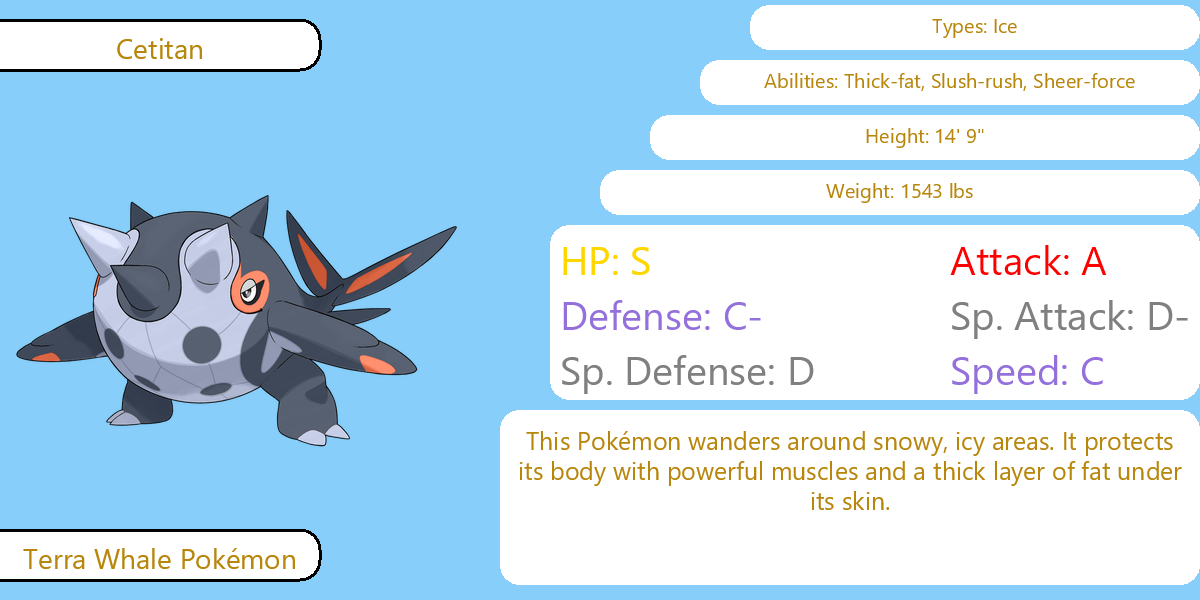 Cetitan
Types: Ice
Abilities: Thick-fat, Slush-rush, Sheer-force
Height: 14' 9"
Weight: 1543 lbs
HP: S
Attack: A
Defense: C-
Sp. Attack: D-
Sp. Defense: D
Speed: C
This Pokémon wanders around snowy, icy areas. It protects
its body with powerful muscles and a thick layer of fat under
its skin.
Terra Whale Pokémon